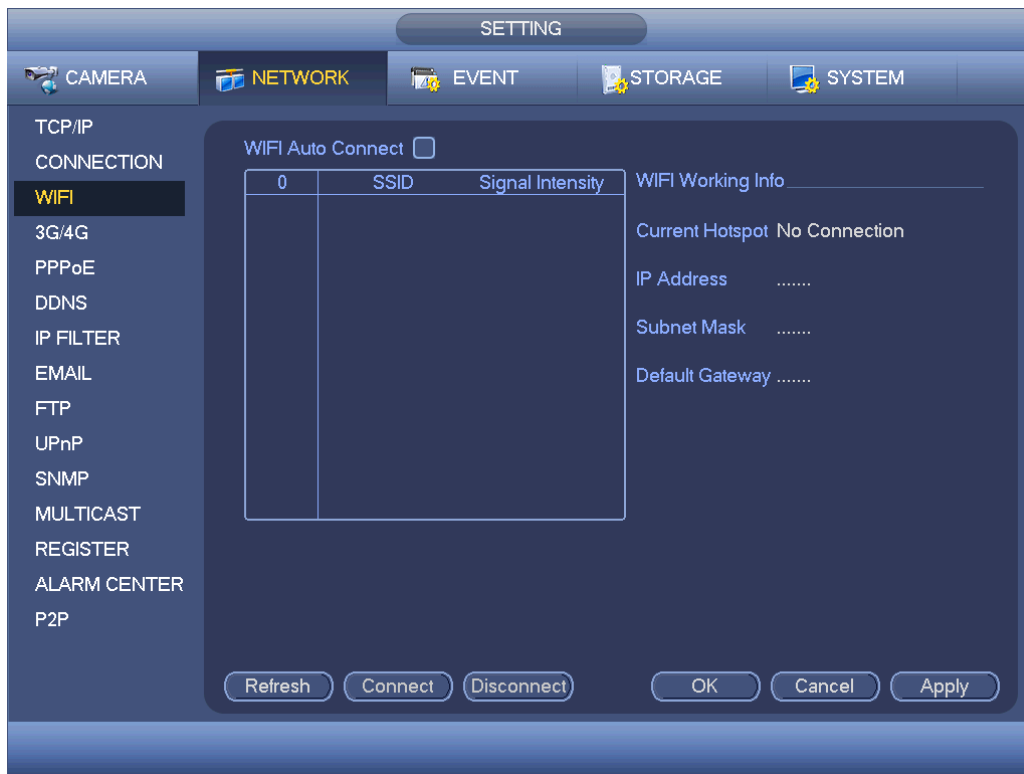 SETTING
CAMERA NETWORK EVENT STORAGE SYSTEM
TCP/IP
CONNECTION
WIFI
3G/4G
PPPoE
DDNS
IP FILTER
EMAIL
FTP
UPnP
SNMP
MULTICAST
REGISTER
ALARM CENTER
P2P
WIFI Auto Connect
0 SSID Signal Intensity
WIFI Working Info
Current Hotspot No Connection
IP Address .......
Subnet Mask .......
Default Gateway .......
Refresh Connect Disconnect OK Cancel Apply